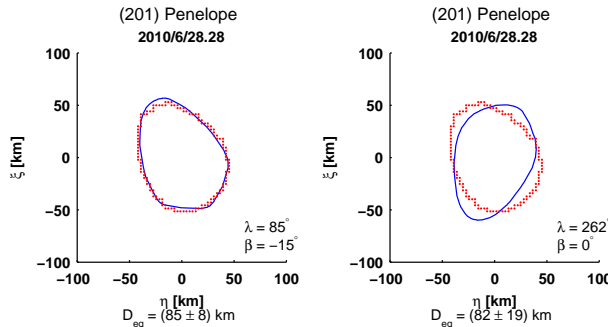 (201) Penelope
2010/6/28.28
100
50
0
−50
−100
ξ [km]
−100
−50
0
50
100
η [km]
λ = 85°
β = −15°
D_eq = (85 ± 8) km
(201) Penelope
2010/6/28.28
100
50
0
−50
−100
ξ [km]
−100
−50
0
50
100
η [km]
λ = 262°
β = 0°
D_eq = (82 ± 19) km